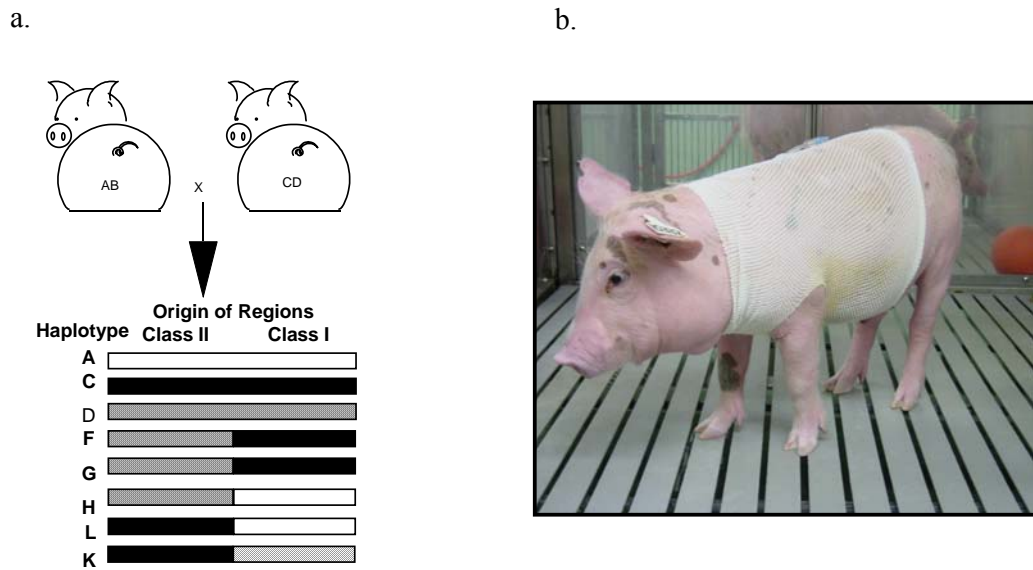 a.
b.
AB
X
CD
Origin of Regions
Haplotype Class II Class I
A
C
D
F
G
H
L
K